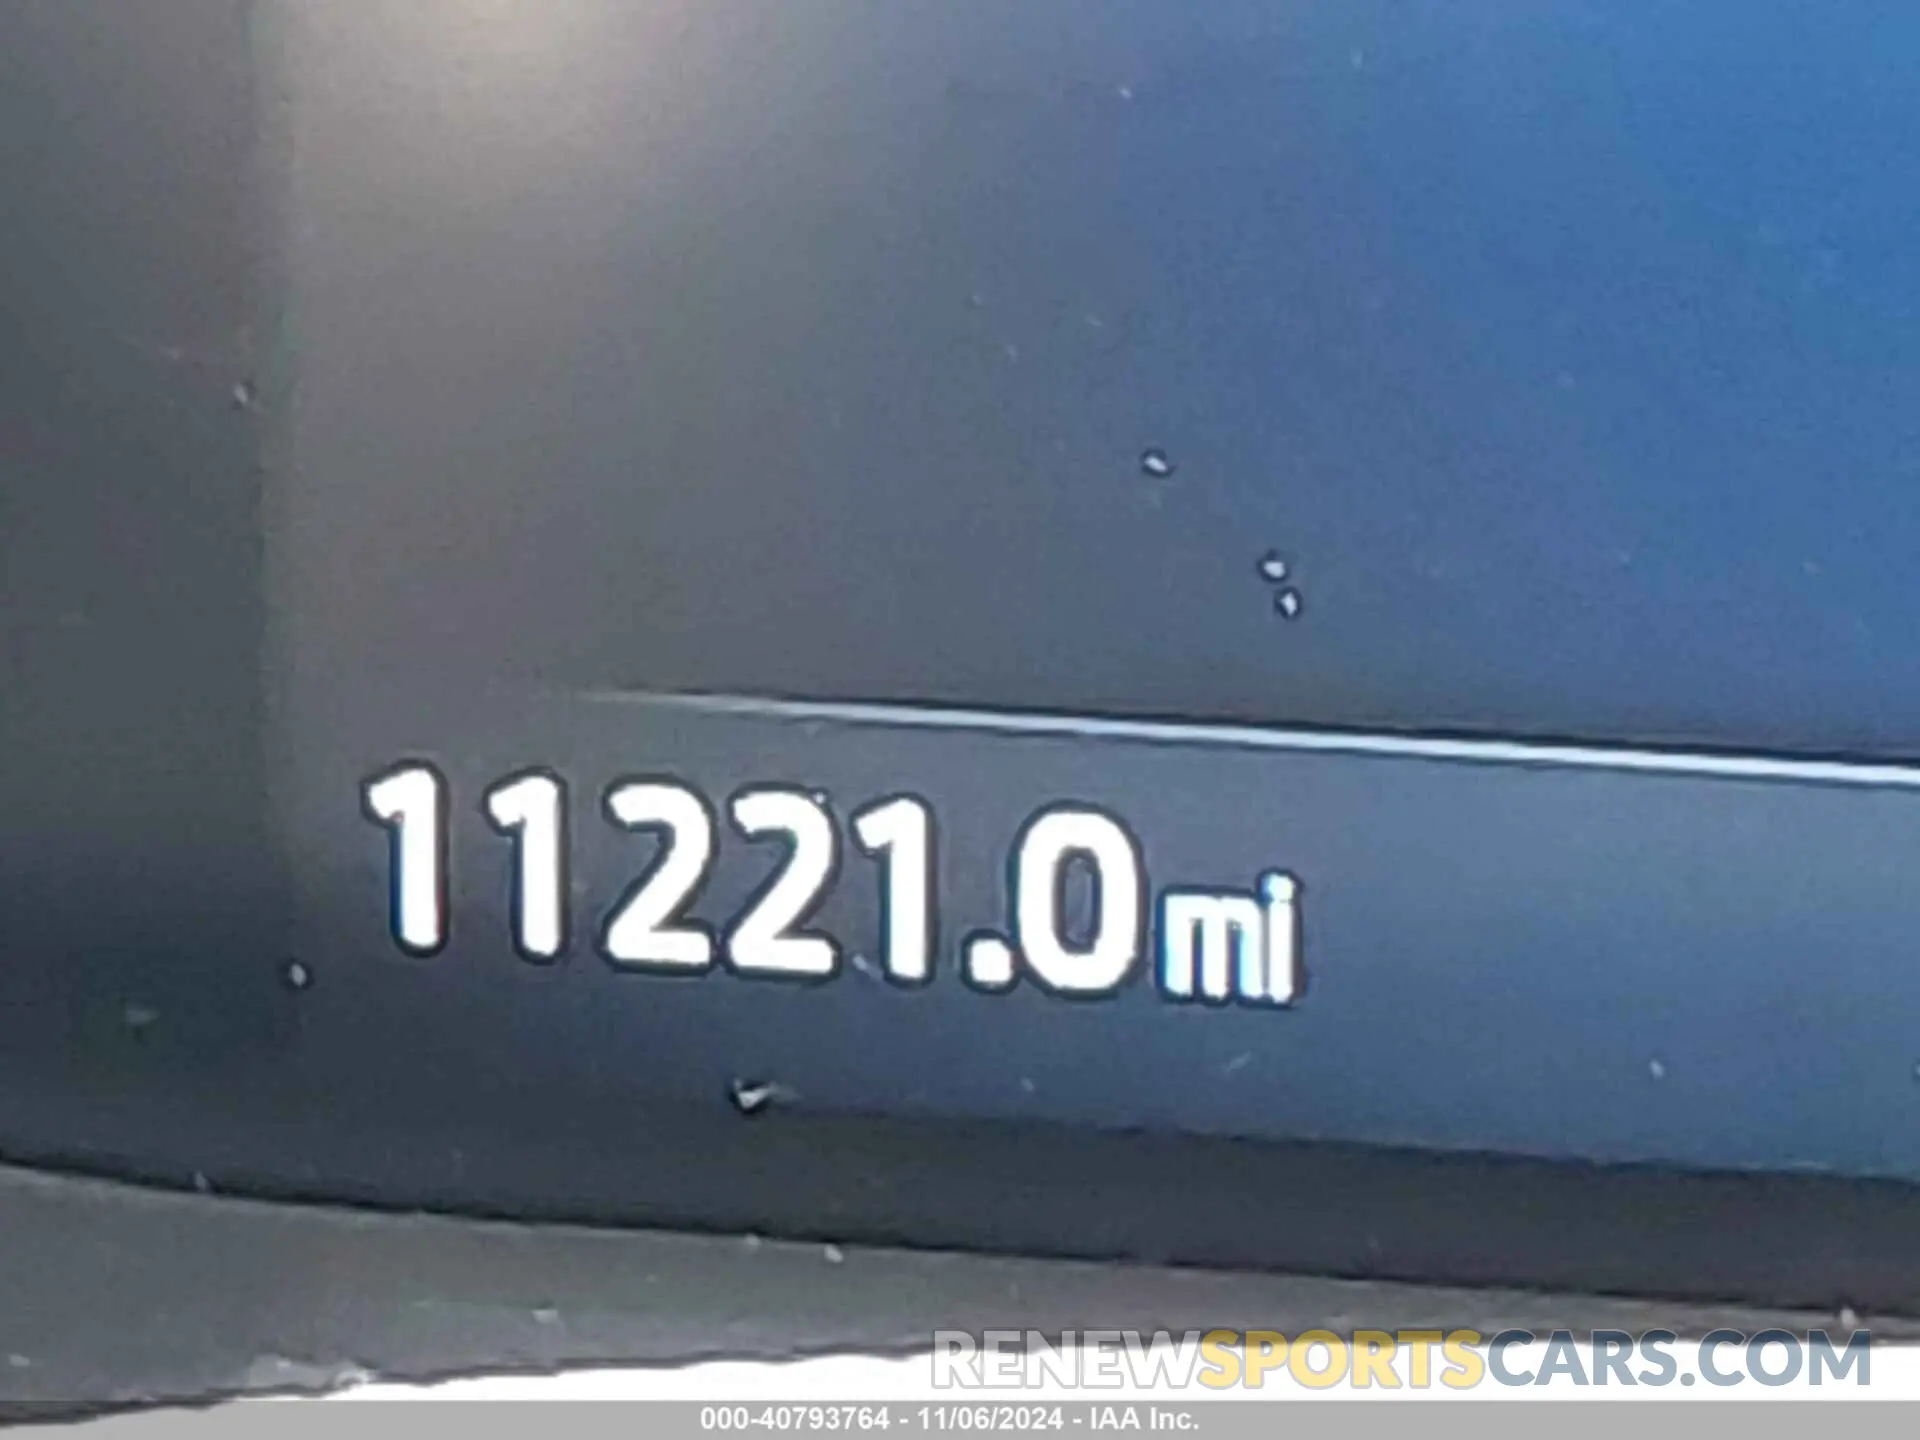 11221.0mi
RENEWSPORTSCARS.COM
000-40793764 - 11/06/2024 - IAA Inc.